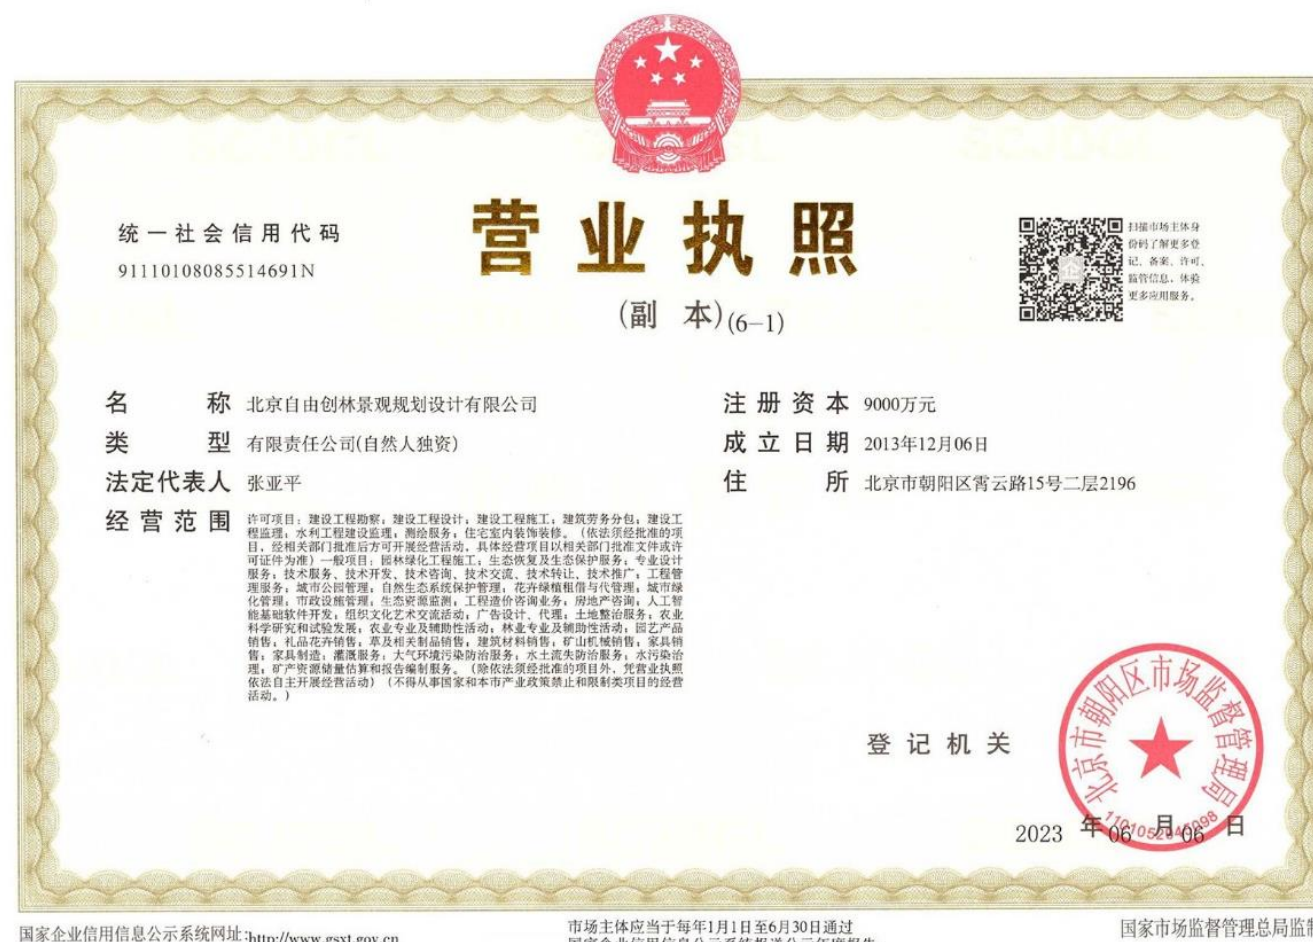 营业执照
(副 本)(6-1)
统一社会信用代码
91110108085514691N
扫描市场主体身
份码了解更多登
记、备案、许可、
监管信息，体验
更多应用服务。
名 称 北京自由创林景观规划设计有限公司
类 型 有限责任公司(自然人独资)
法定代表人 张亚平
经营范围 许可项目：建设工程勘察；建设工程设计；建设工程施工；建筑劳务分包；建设工
程监理；水利工程建设监理；测绘服务；住宅室内装饰装修。（依法须经批准的项
目，经相关部门批准后方可开展经营活动，具体经营项目以相关部门批准文件或许
可证件为准）一般项目：园林绿化工程施工；生态恢复及生态保护服务；专业设计
服务；技术服务、技术开发、技术咨询、技术交流、技术转让、技术推广；工程管
理服务；城市公园管理；自然生态系统保护管理；花卉绿植租借与代管理；城市绿
化管理；市政设施管理；生态资源监测；工程造价咨询业务；房地产咨询；人工智
能基础软件开发；组织文化艺术交流活动；广告设计、代理；土地整治服务；农业
科学研究和试验发展；农业专业及辅助性活动；林业专业及辅助性活动；园艺产品
销售；礼品花卉销售；草及相关制品销售；建筑材料销售；矿山机械销售；家具销
售；家具制造；灌溉服务；大气环境污染防治服务；水土流失防治服务；水污染治
理；矿产资源储量估算和报告编制服务。（除依法须经批准的项目外，凭营业执照
依法自主开展经营活动）（不得从事国家和本市产业政策禁止和限制类项目的经营
活动。）
注册资本 9000万元
成立日期 2013年12月06日
住 所 北京市朝阳区霄云路15号二层2196
登记机关
北京市朝阳区市场监督管理局
2023 年 06 月 06 日
国家企业信用信息公示系统网址:http://www.gsxt.gov.cn
市场主体应当于每年1月1日至6月30日通过
国家企业信用信息公示系统报送公示年度报告
国家市场监督管理总局监制